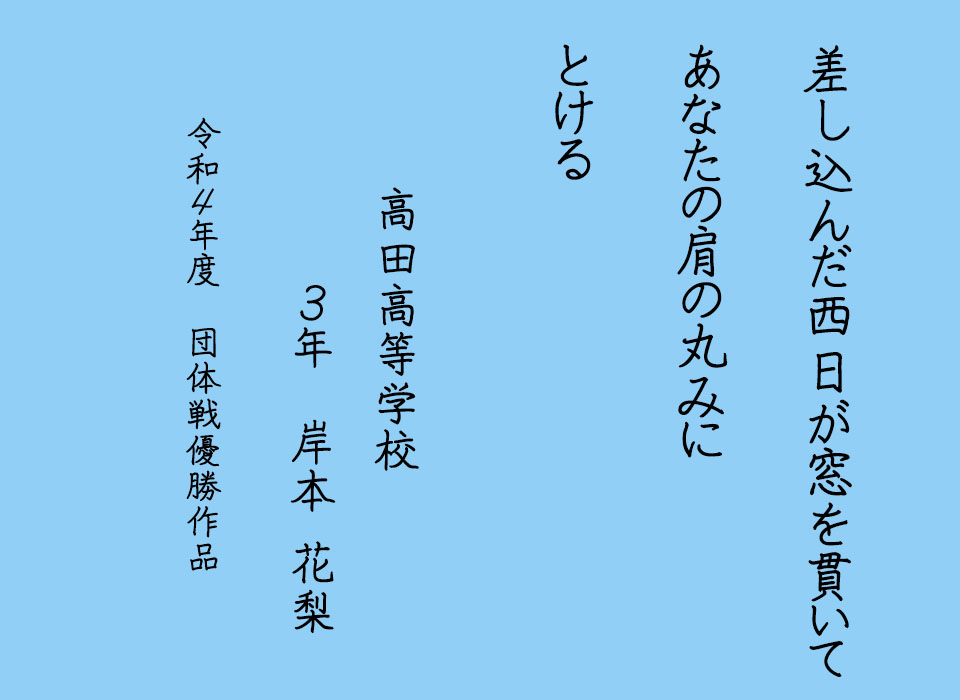 差し込んだ西日が窓を貫いて
あなたの肩の丸みに
とける
高田高等学校
3年 岸本 花梨
令和4年度 団体戦優勝作品